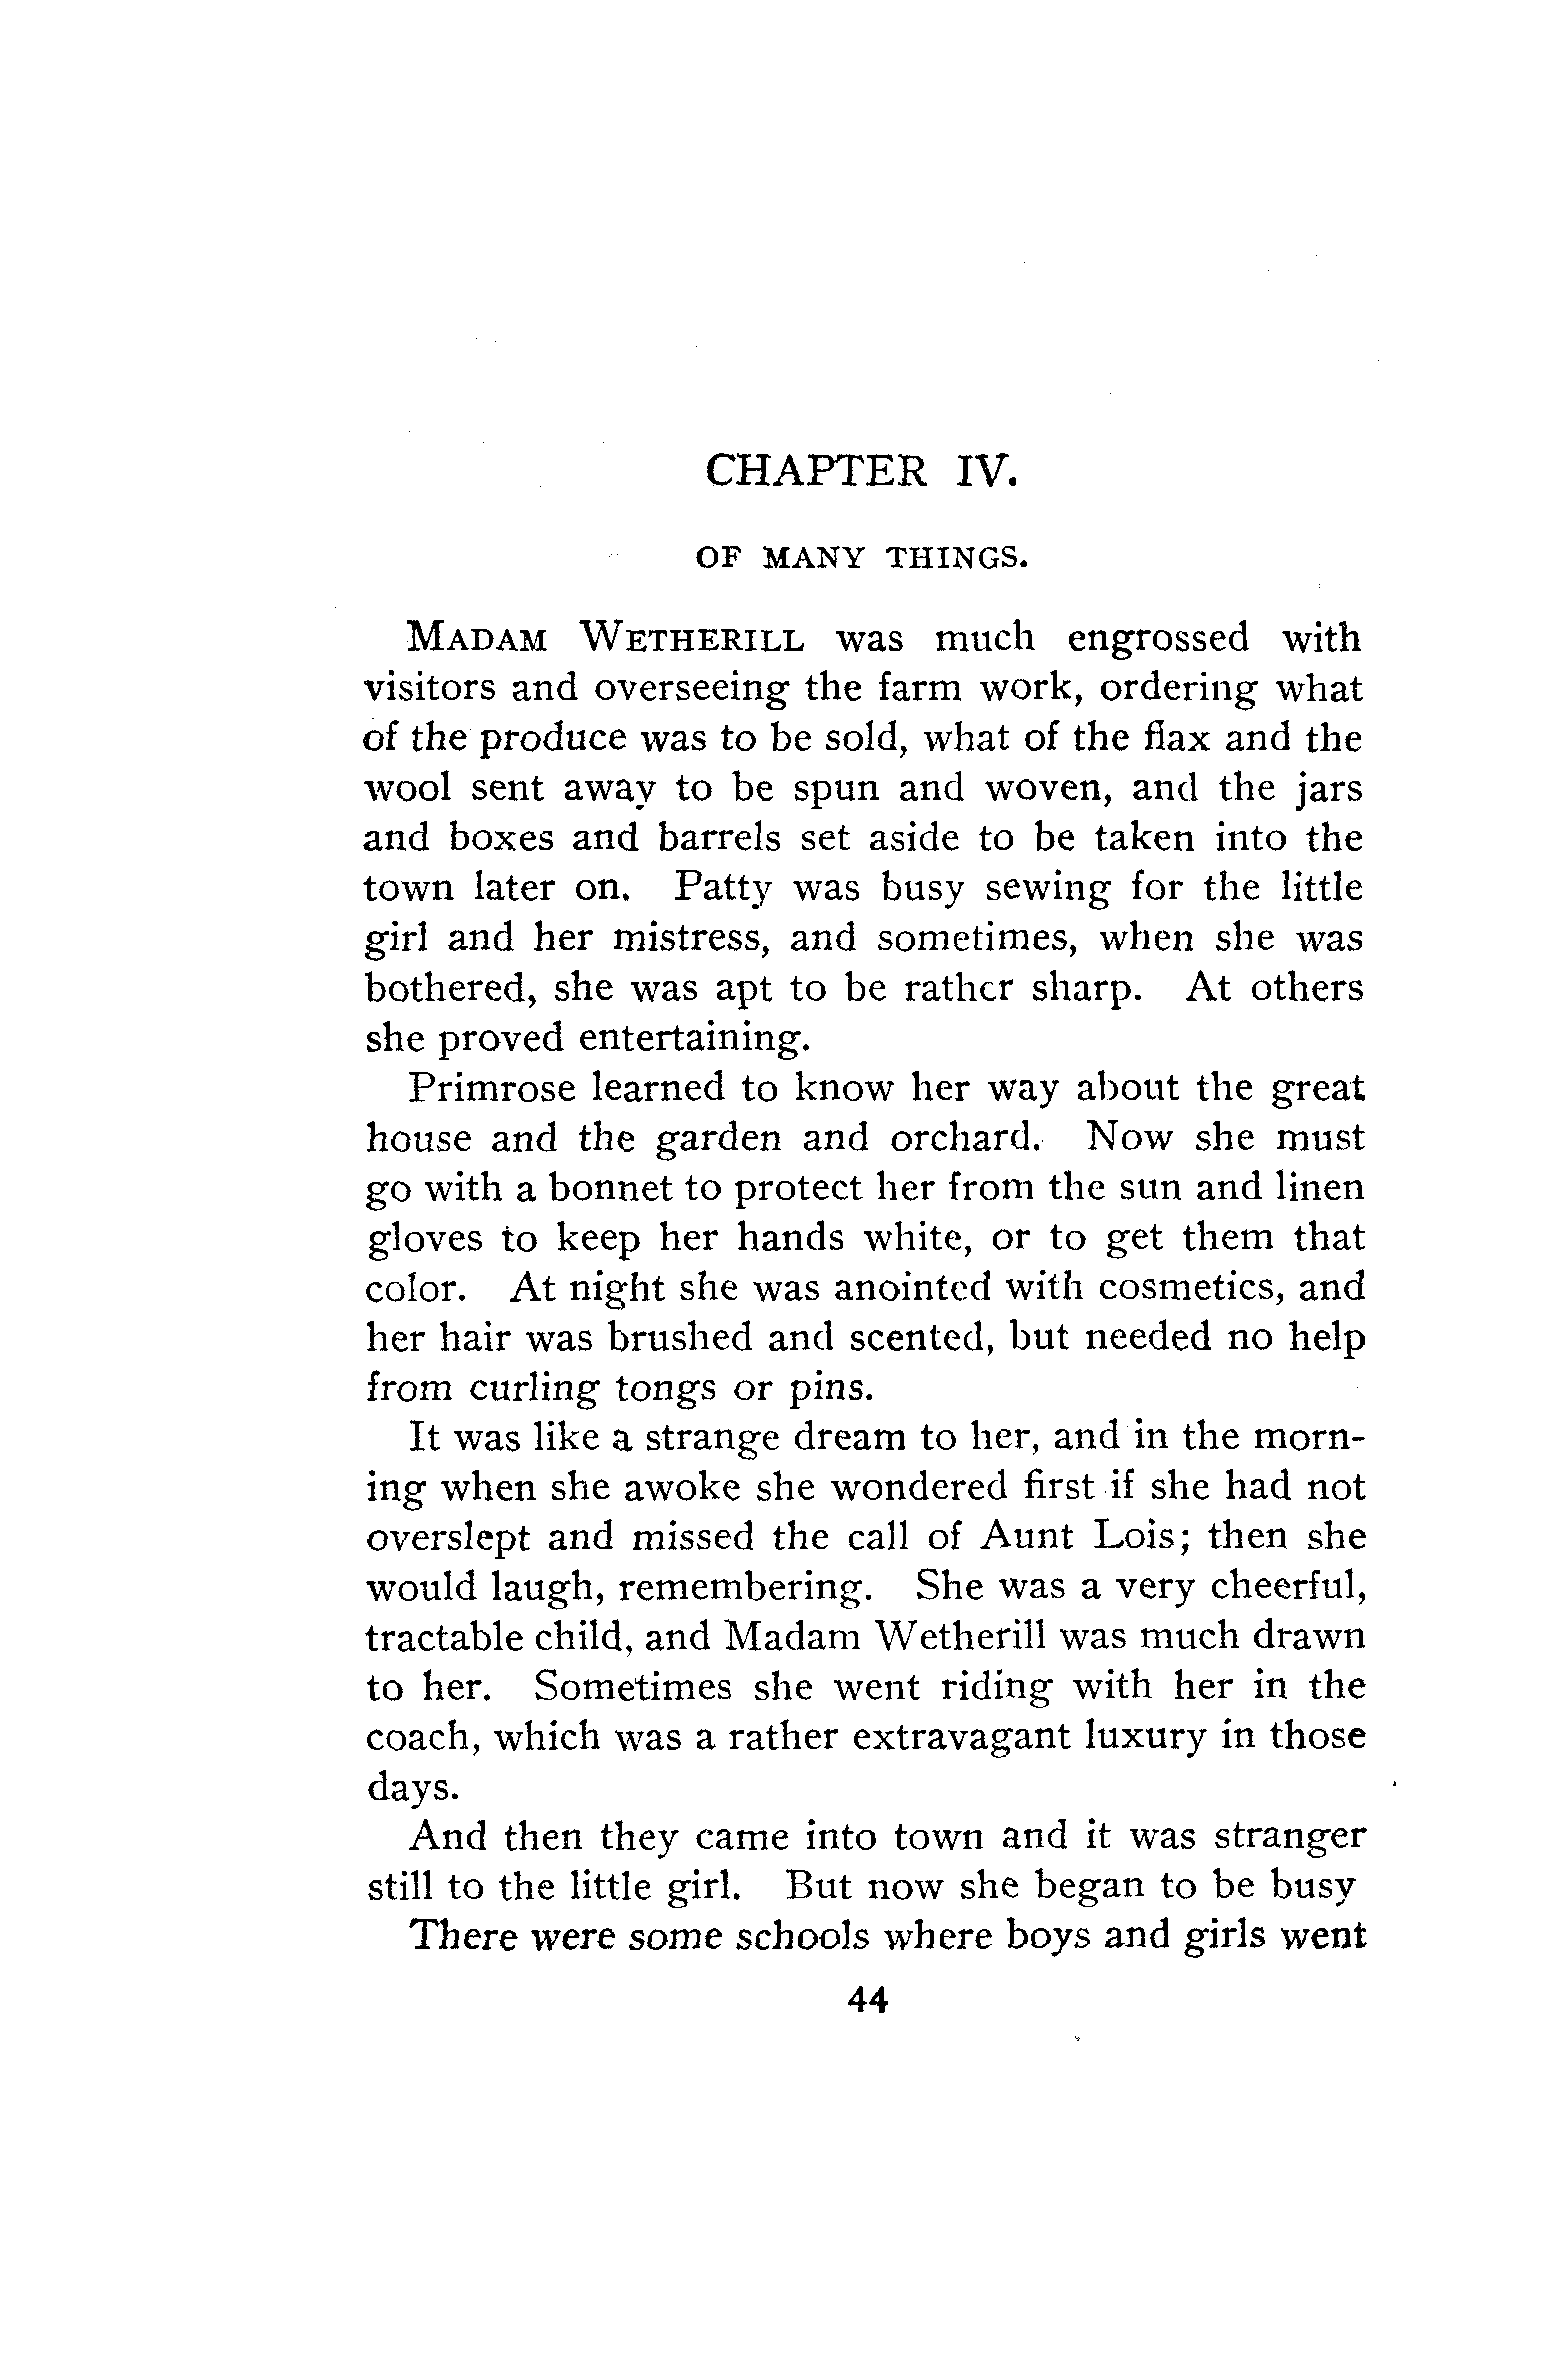 CHAPTER IV.
OF MANY THINGS.
MADAM WETHERILL was much engrossed with
visitors and overseeing the farm work, ordering what
of the produce was to be sold, what of the flax and the
wool sent away to be spun and woven, and the jars
and boxes and barrels set aside to be taken into the
town later on. Patty was busy sewing for the little
girl and her mistress, and sometimes, when she was
bothered, she was apt to be rather sharp. At others
she proved entertaining.
Primrose learned to know her way about the great
house and the garden and orchard. Now she must
go with a bonnet to protect her from the sun and linen
gloves to keep her hands white, or to get them that
color. At night she was anointed with cosmetics, and
her hair was brushed and scented, but needed no help
from curling tongs or pins.
It was like a strange dream to her, and in the morn-
ing when she awoke she wondered first if she had not
overslept and missed the call of Aunt Lois; then she
would laugh, remembering. She was a very cheerful,
tractable child, and Madam Wetherill was much drawn
to her. Sometimes she went riding with her in the
coach, which was a rather extravagant luxury in those
days.
And then they came into town and it was stranger
still to the little girl. But now she began to be busy
There were some schools where boys and girls went
44